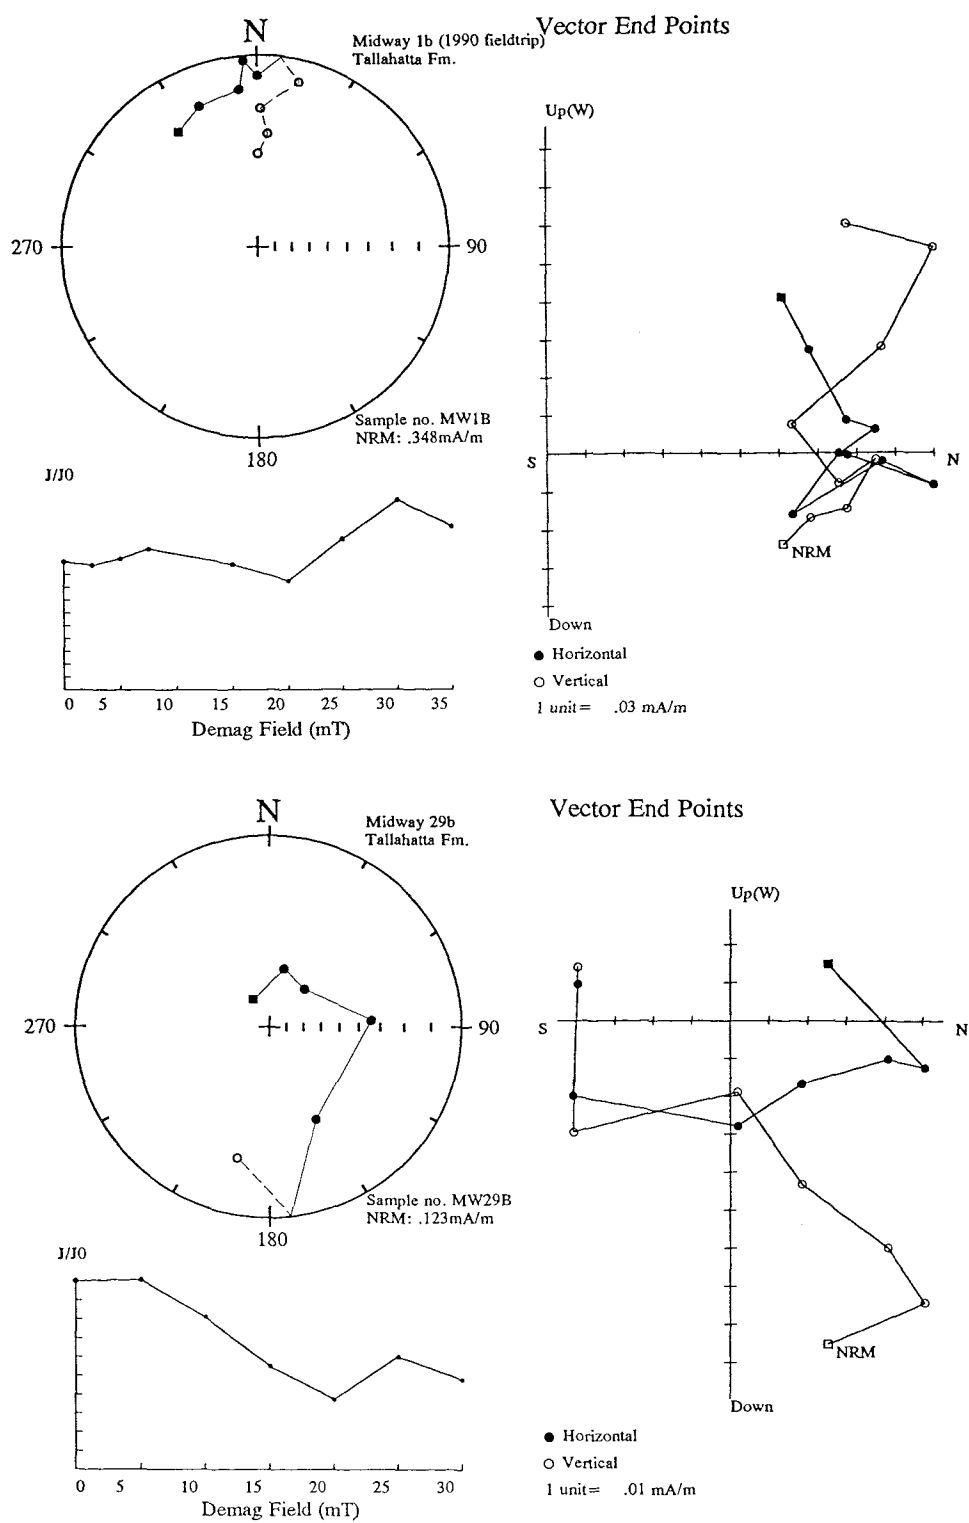 Vector End Points
N
Midway 1b (1990 fieldtrip)
Tallahatta Fm.
Up(W)
270
90
Sample no. MW1B
NRM: .348mA/m
180
S
N
J/J0
NRM
Down
Horizontal
Vertical
1 unit= .03 mA/m
0 5 10 15 20 25 30 35
Demag Field (mT)
Vector End Points
N
Midway 29b
Tallahatta Fm.
Up(W)
270
90
S
N
Sample no. MW29B
NRM: .123mA/m
180
J/J0
NRM
Down
Horizontal
Vertical
1 unit= .01 mA/m
0 5 10 15 20 25 30
Demag Field (mT)